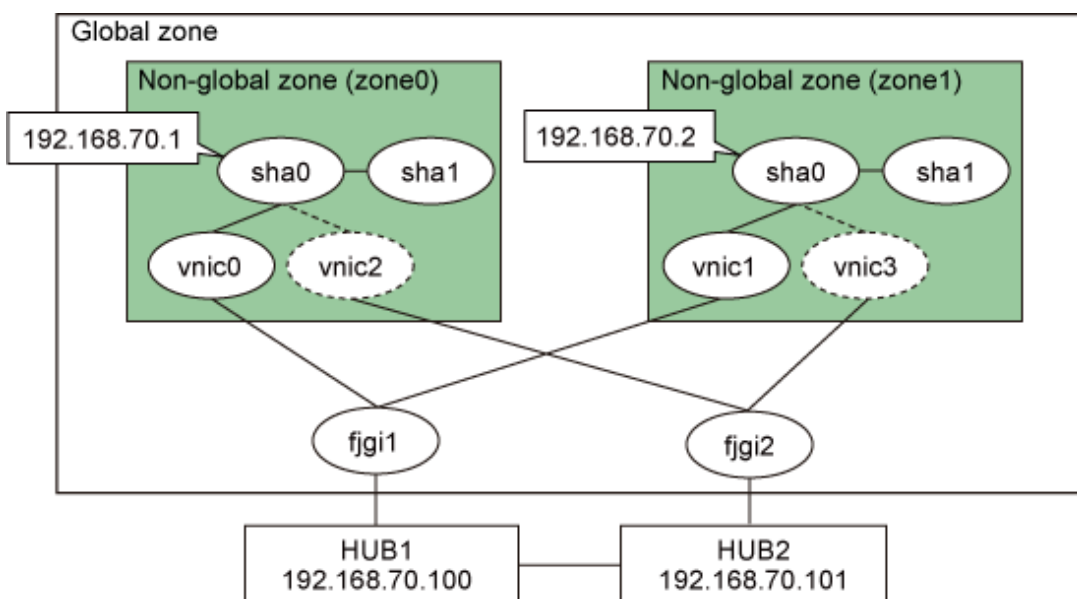 Global zone
Non-global zone (zone0)
Non-global zone (zone1)
192.168.70.1
192.168.70.2
sha0
sha1
sha0
sha1
vnic0
vnic2
vnic1
vnic3
fjgi1
fjgi2
HUB1
192.168.70.100
HUB2
192.168.70.101